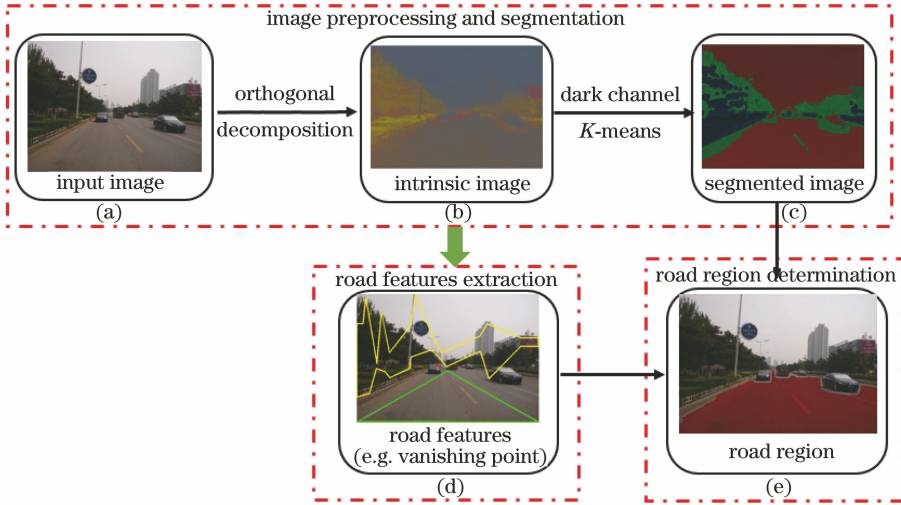 image preprocessing and segmentation
orthogonal
decomposition
dark channel
K-means
input image
intrinsic image
segmented image
(a)
(b)
(c)
road features extraction
road region determination
road features
(e.g. vanishing point)
road region
(d)
(e)